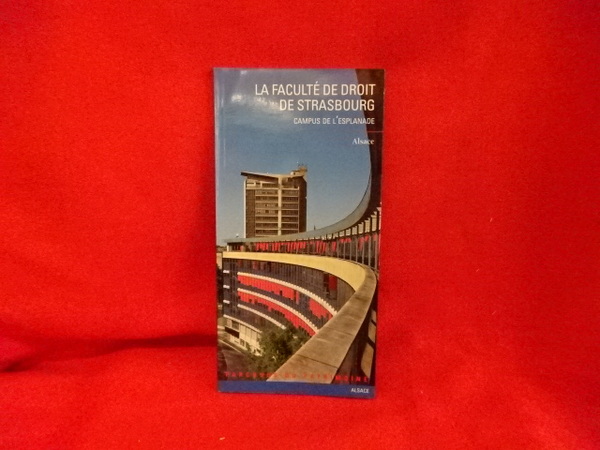 LA FACULTÉ DE DROIT
DE STRASBOURG
CAMPUS DE L'ESPLANADE
Alsace
ALSACE